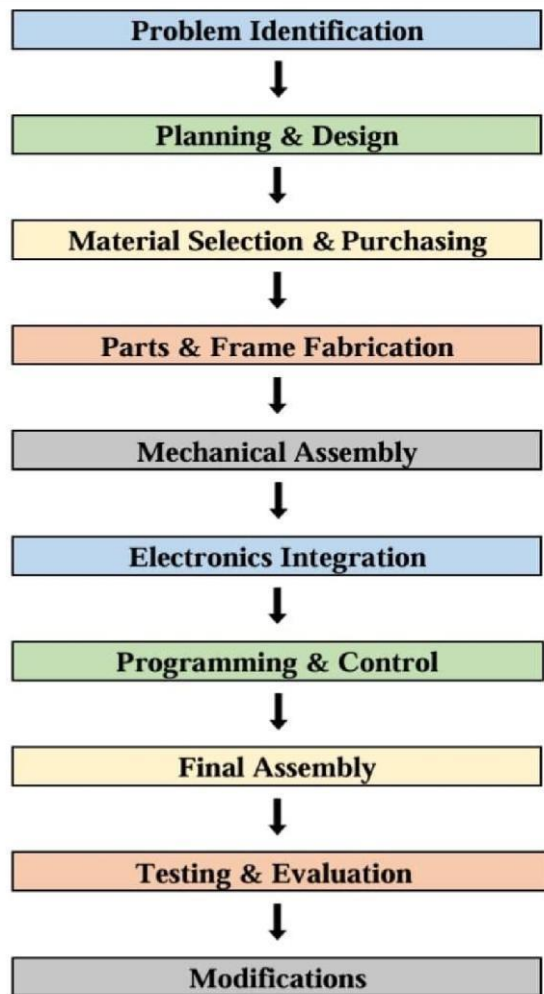 Problem Identification
Planning & Design
Material Selection & Purchasing
Parts & Frame Fabrication
Mechanical Assembly
Electronics Integration
Programming & Control
Final Assembly
Testing & Evaluation
Modifications